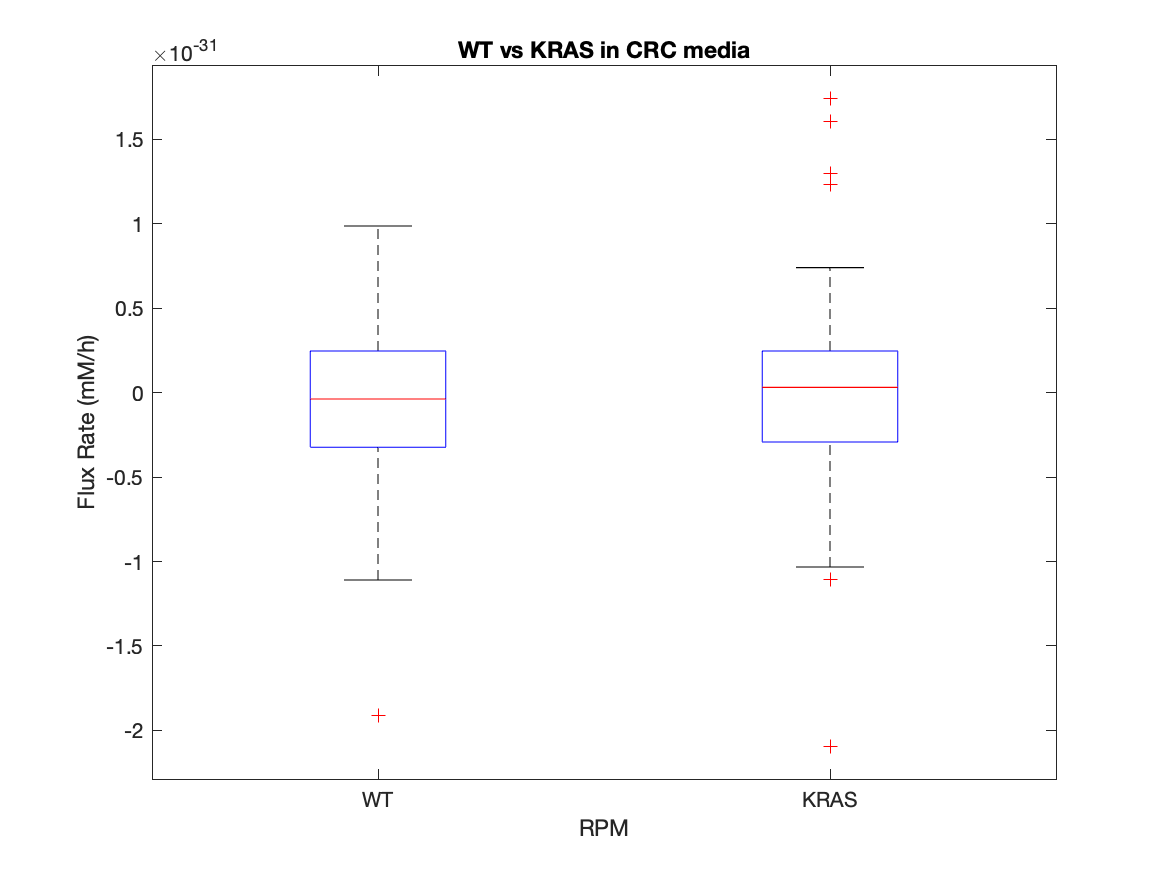 WT vs KRAS in CRC media
×10^-31
1.5
1
0.5
0
-0.5
-1
-1.5
-2
Flux Rate (mM/h)
WT
KRAS
RPM